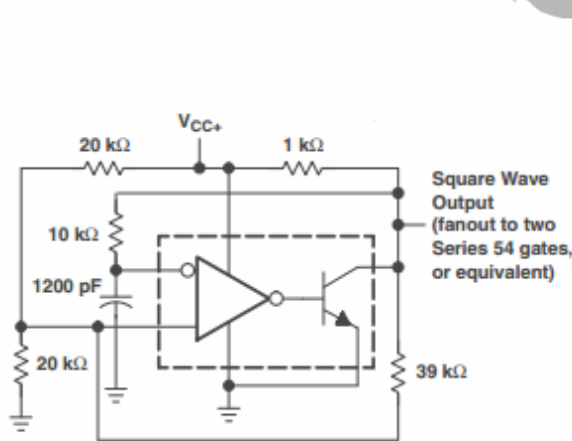 VCC+
20 kΩ
1 kΩ
Square Wave
Output
(fanout to two
Series 54 gates,
or equivalent)
10 kΩ
1200 pF
20 kΩ
39 kΩ